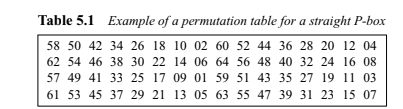 Table 5.1 Example of a permutation table for a straight P-box
58 50 42 34 26 18 10 02 60 52 44 36 28 20 12 04
62 54 46 38 30 22 14 06 64 56 48 40 32 24 16 08
57 49 41 33 25 17 09 01 59 51 43 35 27 19 11 03
61 53 45 37 29 21 13 05 63 55 47 39 31 23 15 07